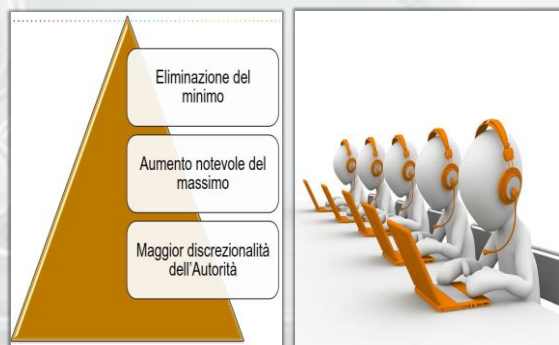 Eliminazione del
minimo
Aumento notevole del
massimo
Maggior discrezionalità
dell'Autorità